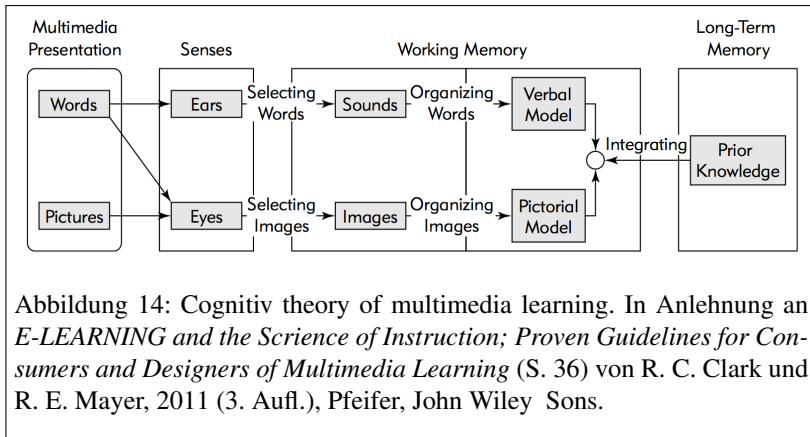 Multimedia
Presentation
Senses
Working Memory
Long-Term
Memory
Words
Ears
Selecting
Words
Sounds
Organizing
Words
Verbal
Model
Integrating
Prior
Knowledge
Pictures
Eyes
Selecting
Images
Images
Organizing
Images
Pictorial
Model
Abbildung 14: Cognitiv theory of multimedia learning. In Anlehnung an
E-LEARNING and the Scrience of Instruction; Proven Guidelines for Con-
sumers and Designers of Multimedia Learning (S. 36) von R. C. Clark und
R. E. Mayer, 2011 (3. Aufl.), Pfeifer, John Wiley Sons.